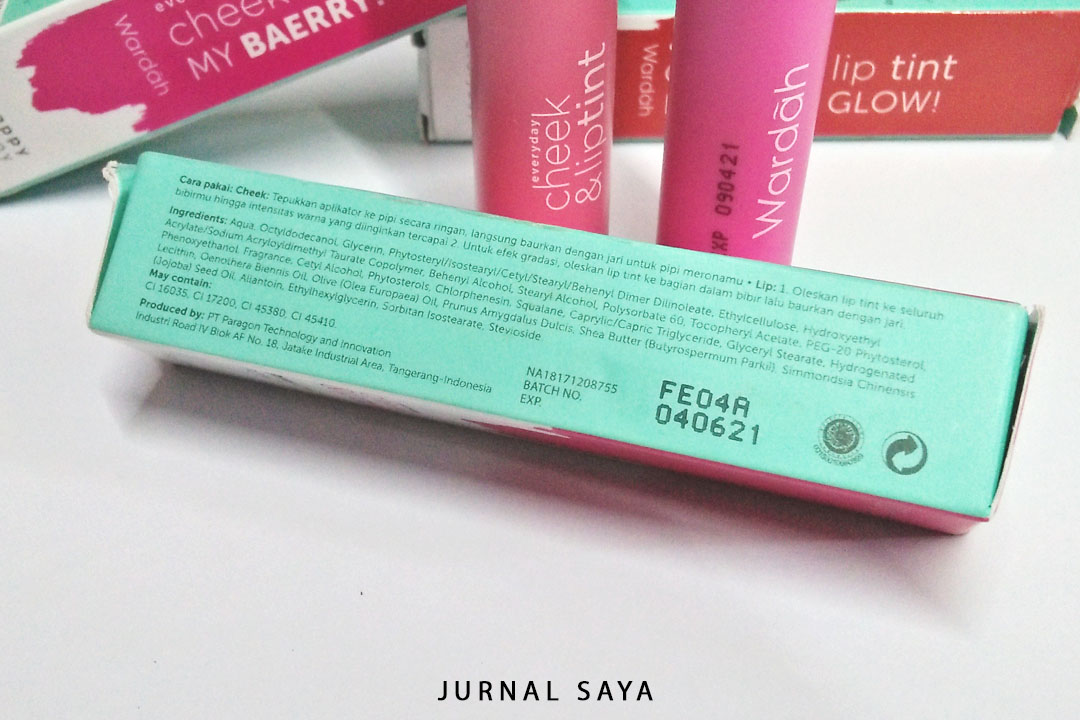 everyday
cheek
MY BAERRY!
Wardah
lip tint
GLOW!
Wardah
everyday
cheek
& liptint
Wardāh
EXP 090421
Cara pakai: Cheek: Tepukkan aplikator ke pipi secara ringan, langsung baurkan dengan jari untuk pipi meronamu • Lip: 1. Oleskan lip tint ke seluruh
bibirmu hingga intensitas warna yang diinginkan tercapai 2. Untuk efek gradasi, oleskan lip tint ke bagian dalam bibir lalu baurkan dengan jari.
Ingredients: Aqua, Octyldodecanol, Glycerin, Phytosteryl/isostearyl/Cetyl/Stearyl/Behenyl Dimer Dilinoleate, Ethylcellulose, Hydroxyethyl
Acrylate/Sodium Acryloyldimethyl Taurate Copolymer, Behenyl Alcohol, Stearyl Alcohol, Polysorbate 60, Tocopheryl Acetate, PEG-20 Phytosterol,
Phenoxyethanol, Fragrance, Cetyl Alcohol, Phytosterols, Chlorphenesin, Squalane, Caprylic/Capric Triglyceride, Glyceryl Stearate, Hydrogenated
Lecithin, Oenothera Biennis Oil, Olive (Olea Europaea) Oil, Prunus Amygdalus Dulcis, Shea Butter (Butyrospermum Parkii), Simmondsia Chinensis
(Jojoba) Seed Oil, Allantoin, Ethylhexylglycerin, Sorbitan Isostearate, Stevioside
May contain:
CI 16035, CI 17200, CI 45380, CI 45410
Produced by: PT Paragon Technology and Innovation
Industri Road IV Blok AF No. 18, Jatake Industrial Area, Tangerang-Indonesia
NA18171208755
BATCH NO.
EXP.
FE04A
040621
JURNAL SAYA